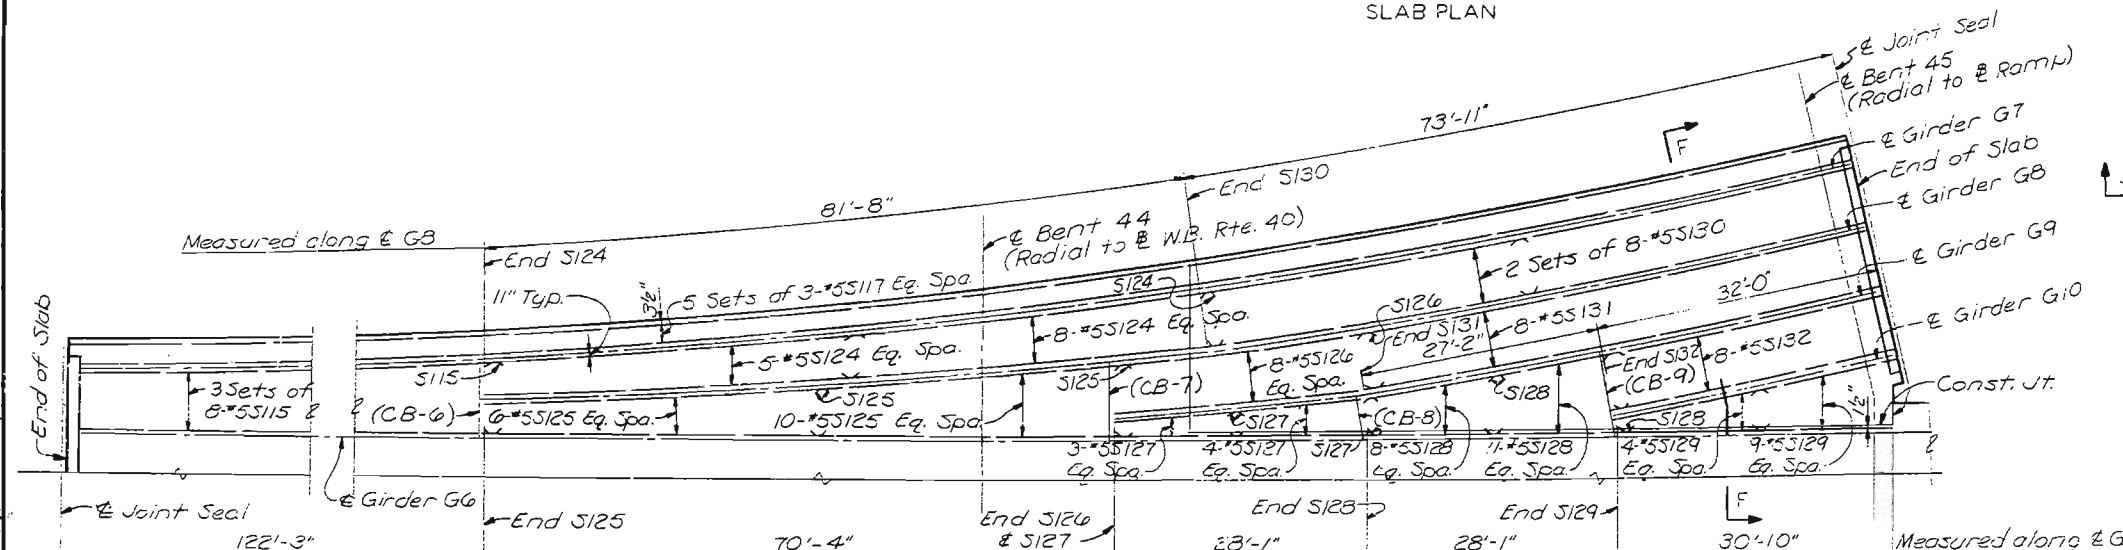 SLAB PLAN
℄ Joint Seal
℄ Bent 45
(Radial to ℄ Ramp)
℄ Girder G7
End of Slab
℄ Girder G8
℄ Girder G9
℄ Girder G10
Const. Jt.
73'-11"
F
End S130
81'-8"
Measured along ℄ G8
End S124
℄ Bent 44
(Radial to ℄ W.B. Rte. 40)
11" Typ.
3½"
5 Sets of 3-#5S117 Eq. Spa.
S124
2 Sets of 8-#5S130
32'-0"
8-#5S124 Eq. Spa.
S126
End S131
8-#5S131
27'-2"
5-#5S124 Eq. Spa.
End of Slab
S115
S125
8-#5S126
Eq. Spa.
End S132
8-#5S132
3 Sets of
8-#5S115
(CB-6)
6-#5S125 Eq. Spa.
S125
10-#5S125 Eq. Spa.
(CB-7)
S127
(CB-8)
S128
(CB-9)
S128
1½"
3-#5S127
Eq. Spa.
4-#5S127
Eq. Spa.
S127
8-#5S128
Eq. Spa.
11-#5S128
Eq. Spa.
4-#5S129
Eq. Spa.
9-#5S129
Eq. Spa.
℄ Joint Seal
℄ Girder G6
End S125
End S126
& S127
End S128
End S129
F
122'-3"
70'-4"
28'-1"
28'-1"
30'-10"
Measured along ℄ G